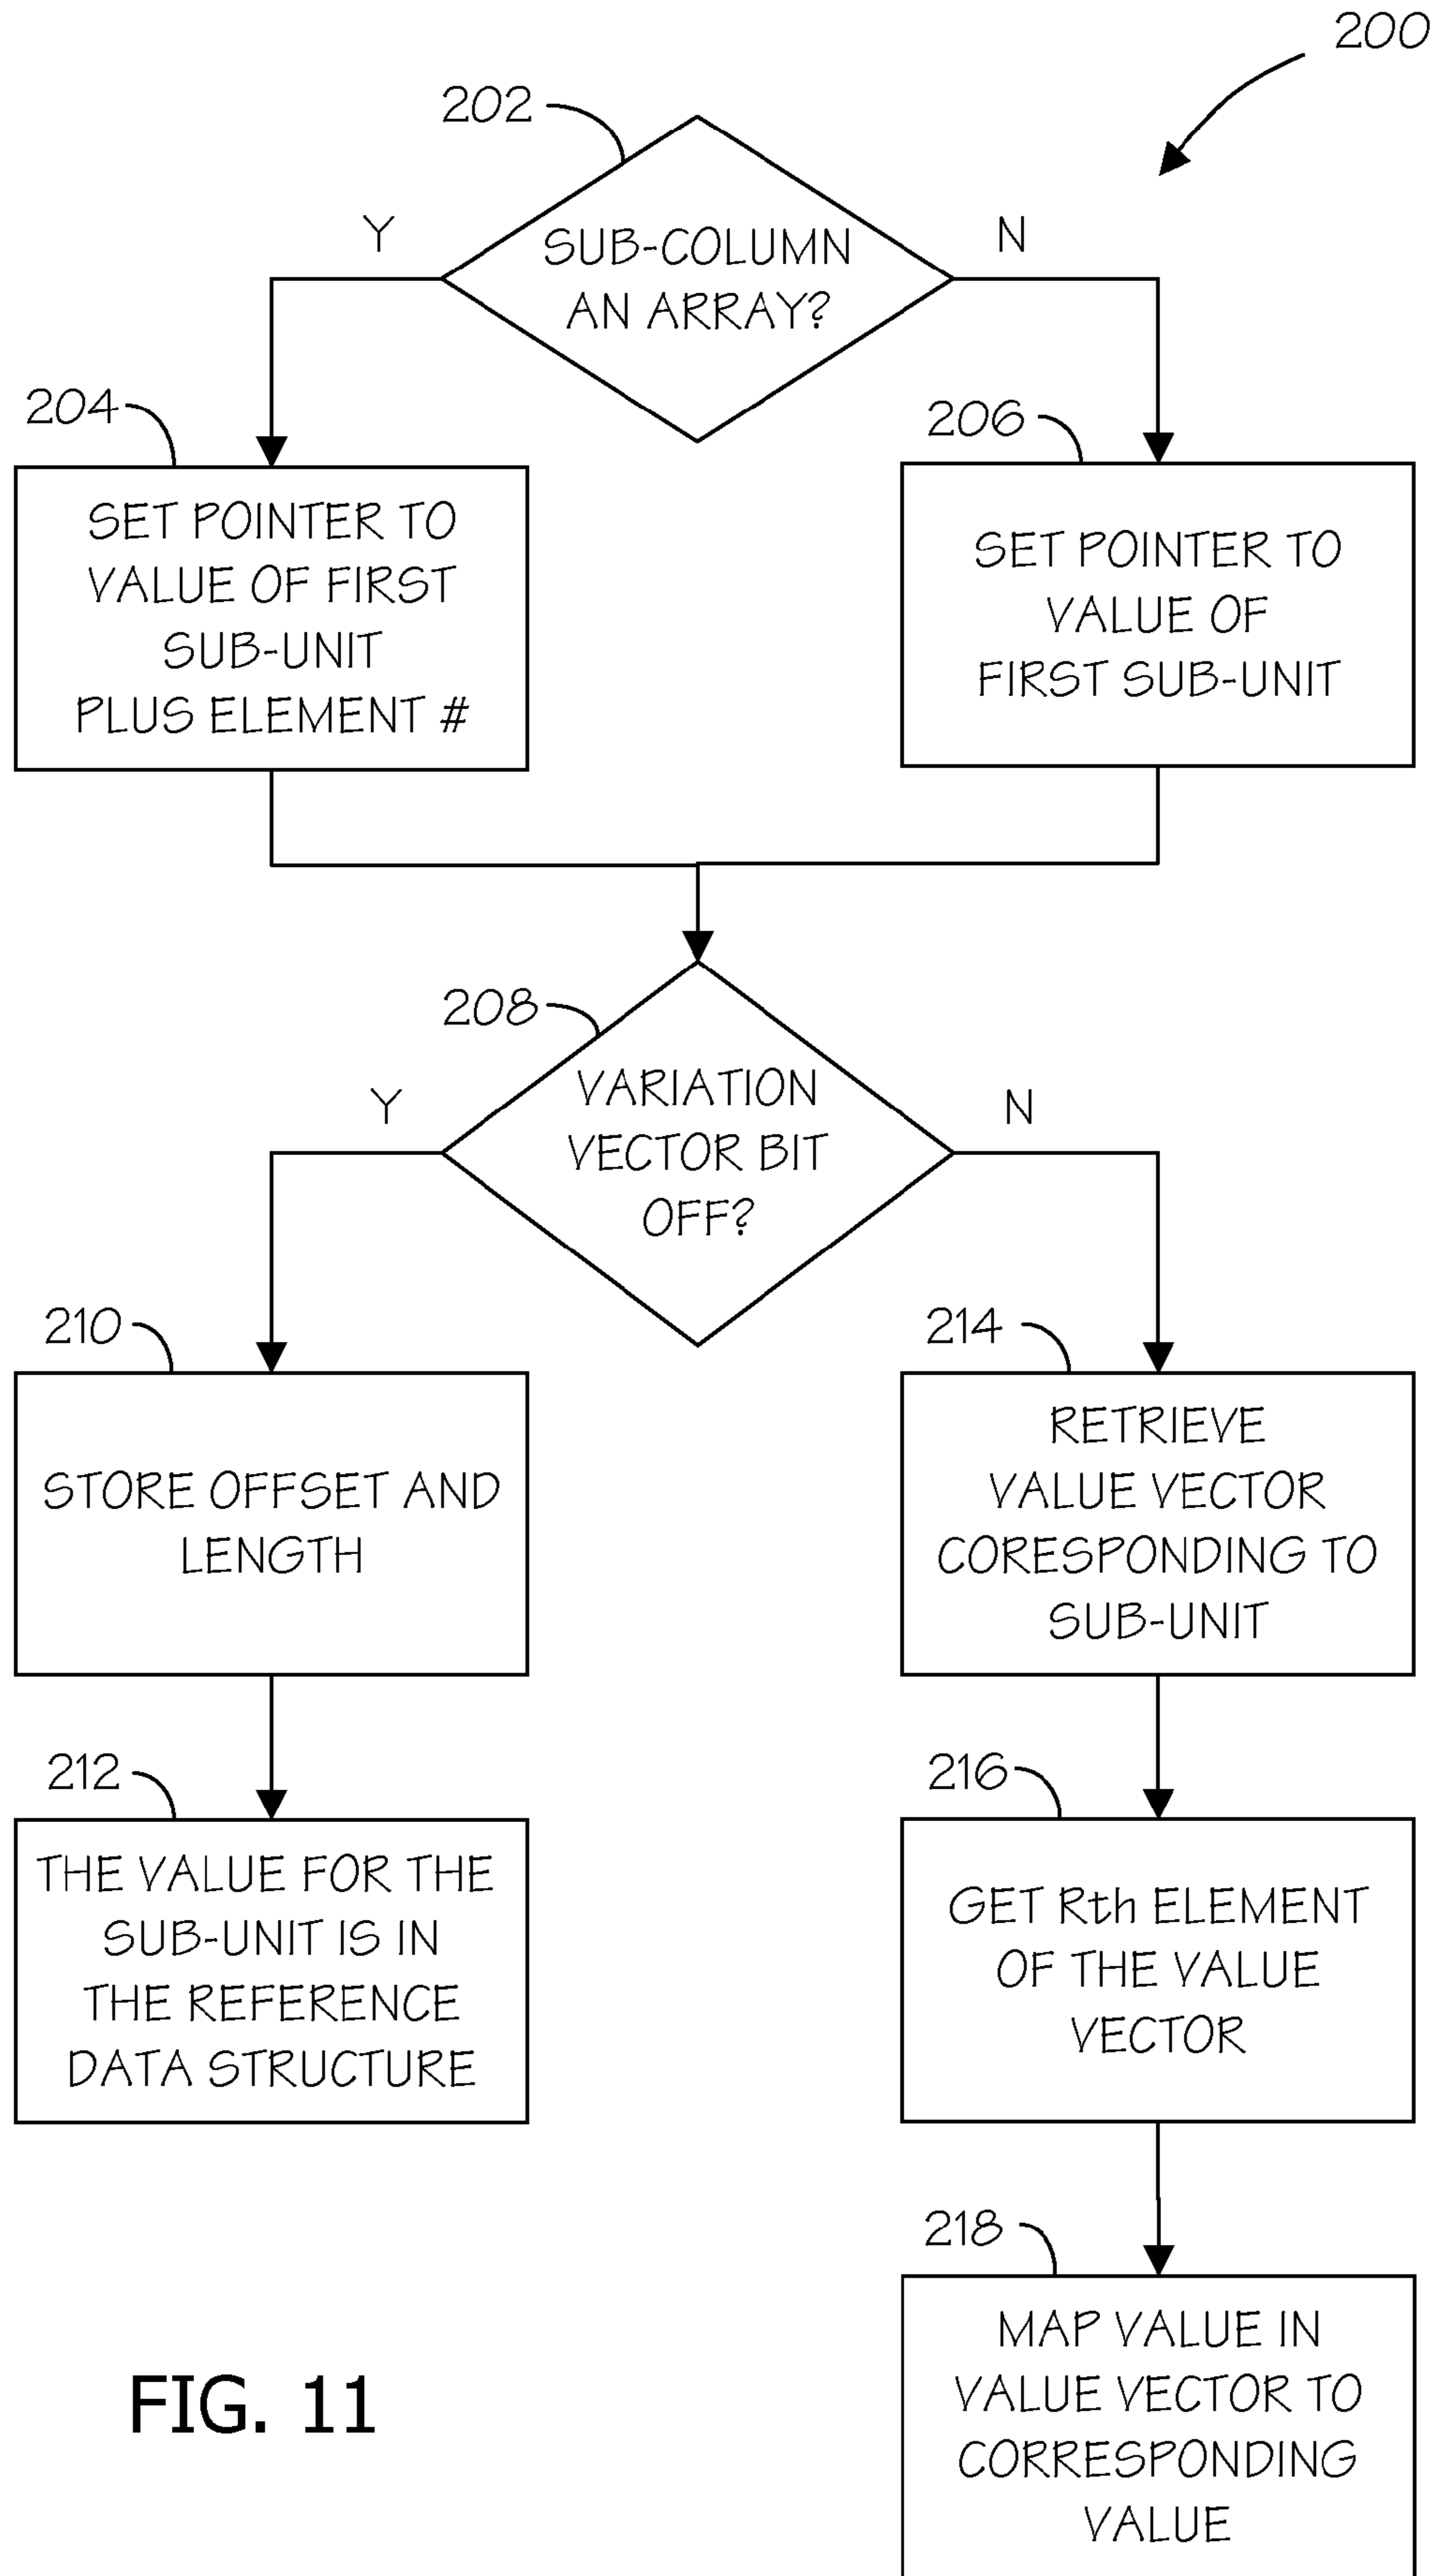 200
202
Y
N
SUB-COLUMN
AN ARRAY?
204
SET POINTER TO
VALUE OF FIRST
SUB-UNIT
PLUS ELEMENT #
206
SET POINTER TO
VALUE OF
FIRST SUB-UNIT
208
Y
N
VARIATION
VECTOR BIT
OFF?
210
STORE OFFSET AND
LENGTH
212
THE VALUE FOR THE
SUB-UNIT IS IN
THE REFERENCE
DATA STRUCTURE
214
RETRIEVE
VALUE VECTOR
CORESPONDING TO
SUB-UNIT
216
GET Rth ELEMENT
OF THE VALUE
VECTOR
218
MAP VALUE IN
VALUE VECTOR TO
CORRESPONDING
VALUE
FIG. 11